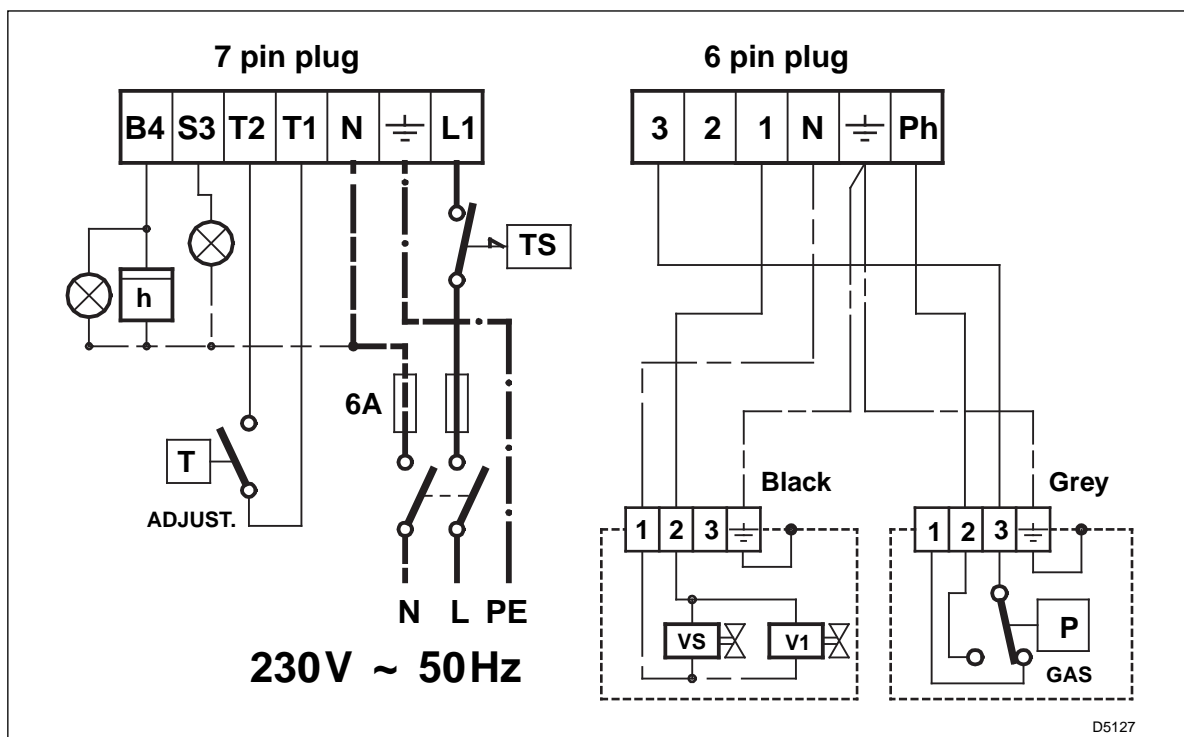 7 pin plug
B4 S3 T2 T1 N L1
TS
h
6A
T
ADJUST.
N L PE
230V ~ 50Hz
6 pin plug
3 2 1 N Ph
Black
1 2 3
VS V1
Grey
1 2 3
P
GAS
D5127